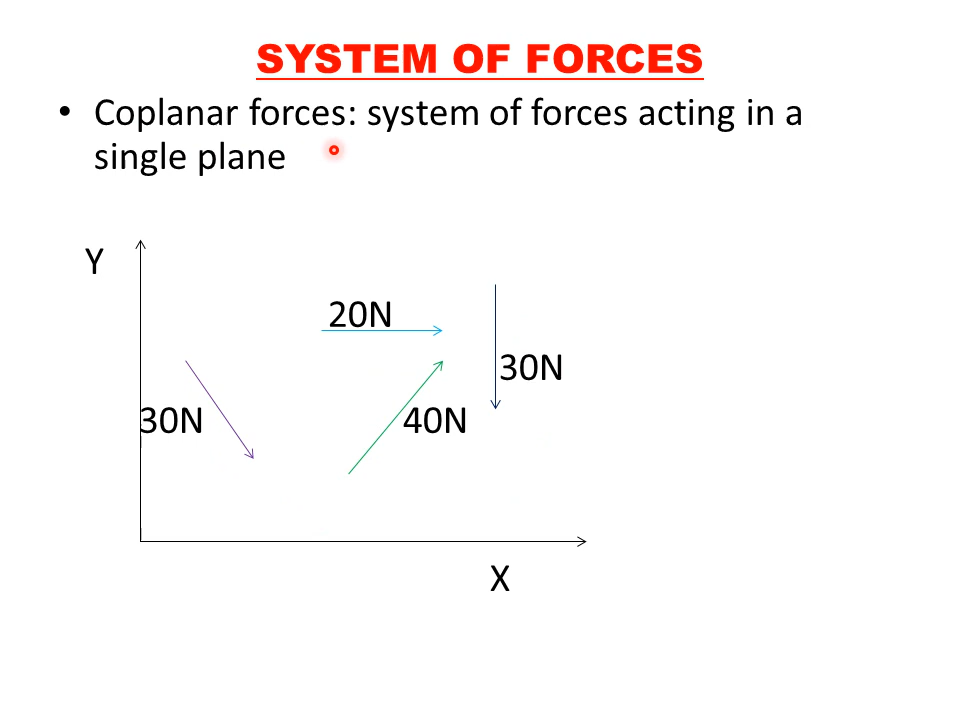 SYSTEM OF FORCES
• Coplanar forces: system of forces acting in a
single plane
Y
20N
30N
30N
40N
X